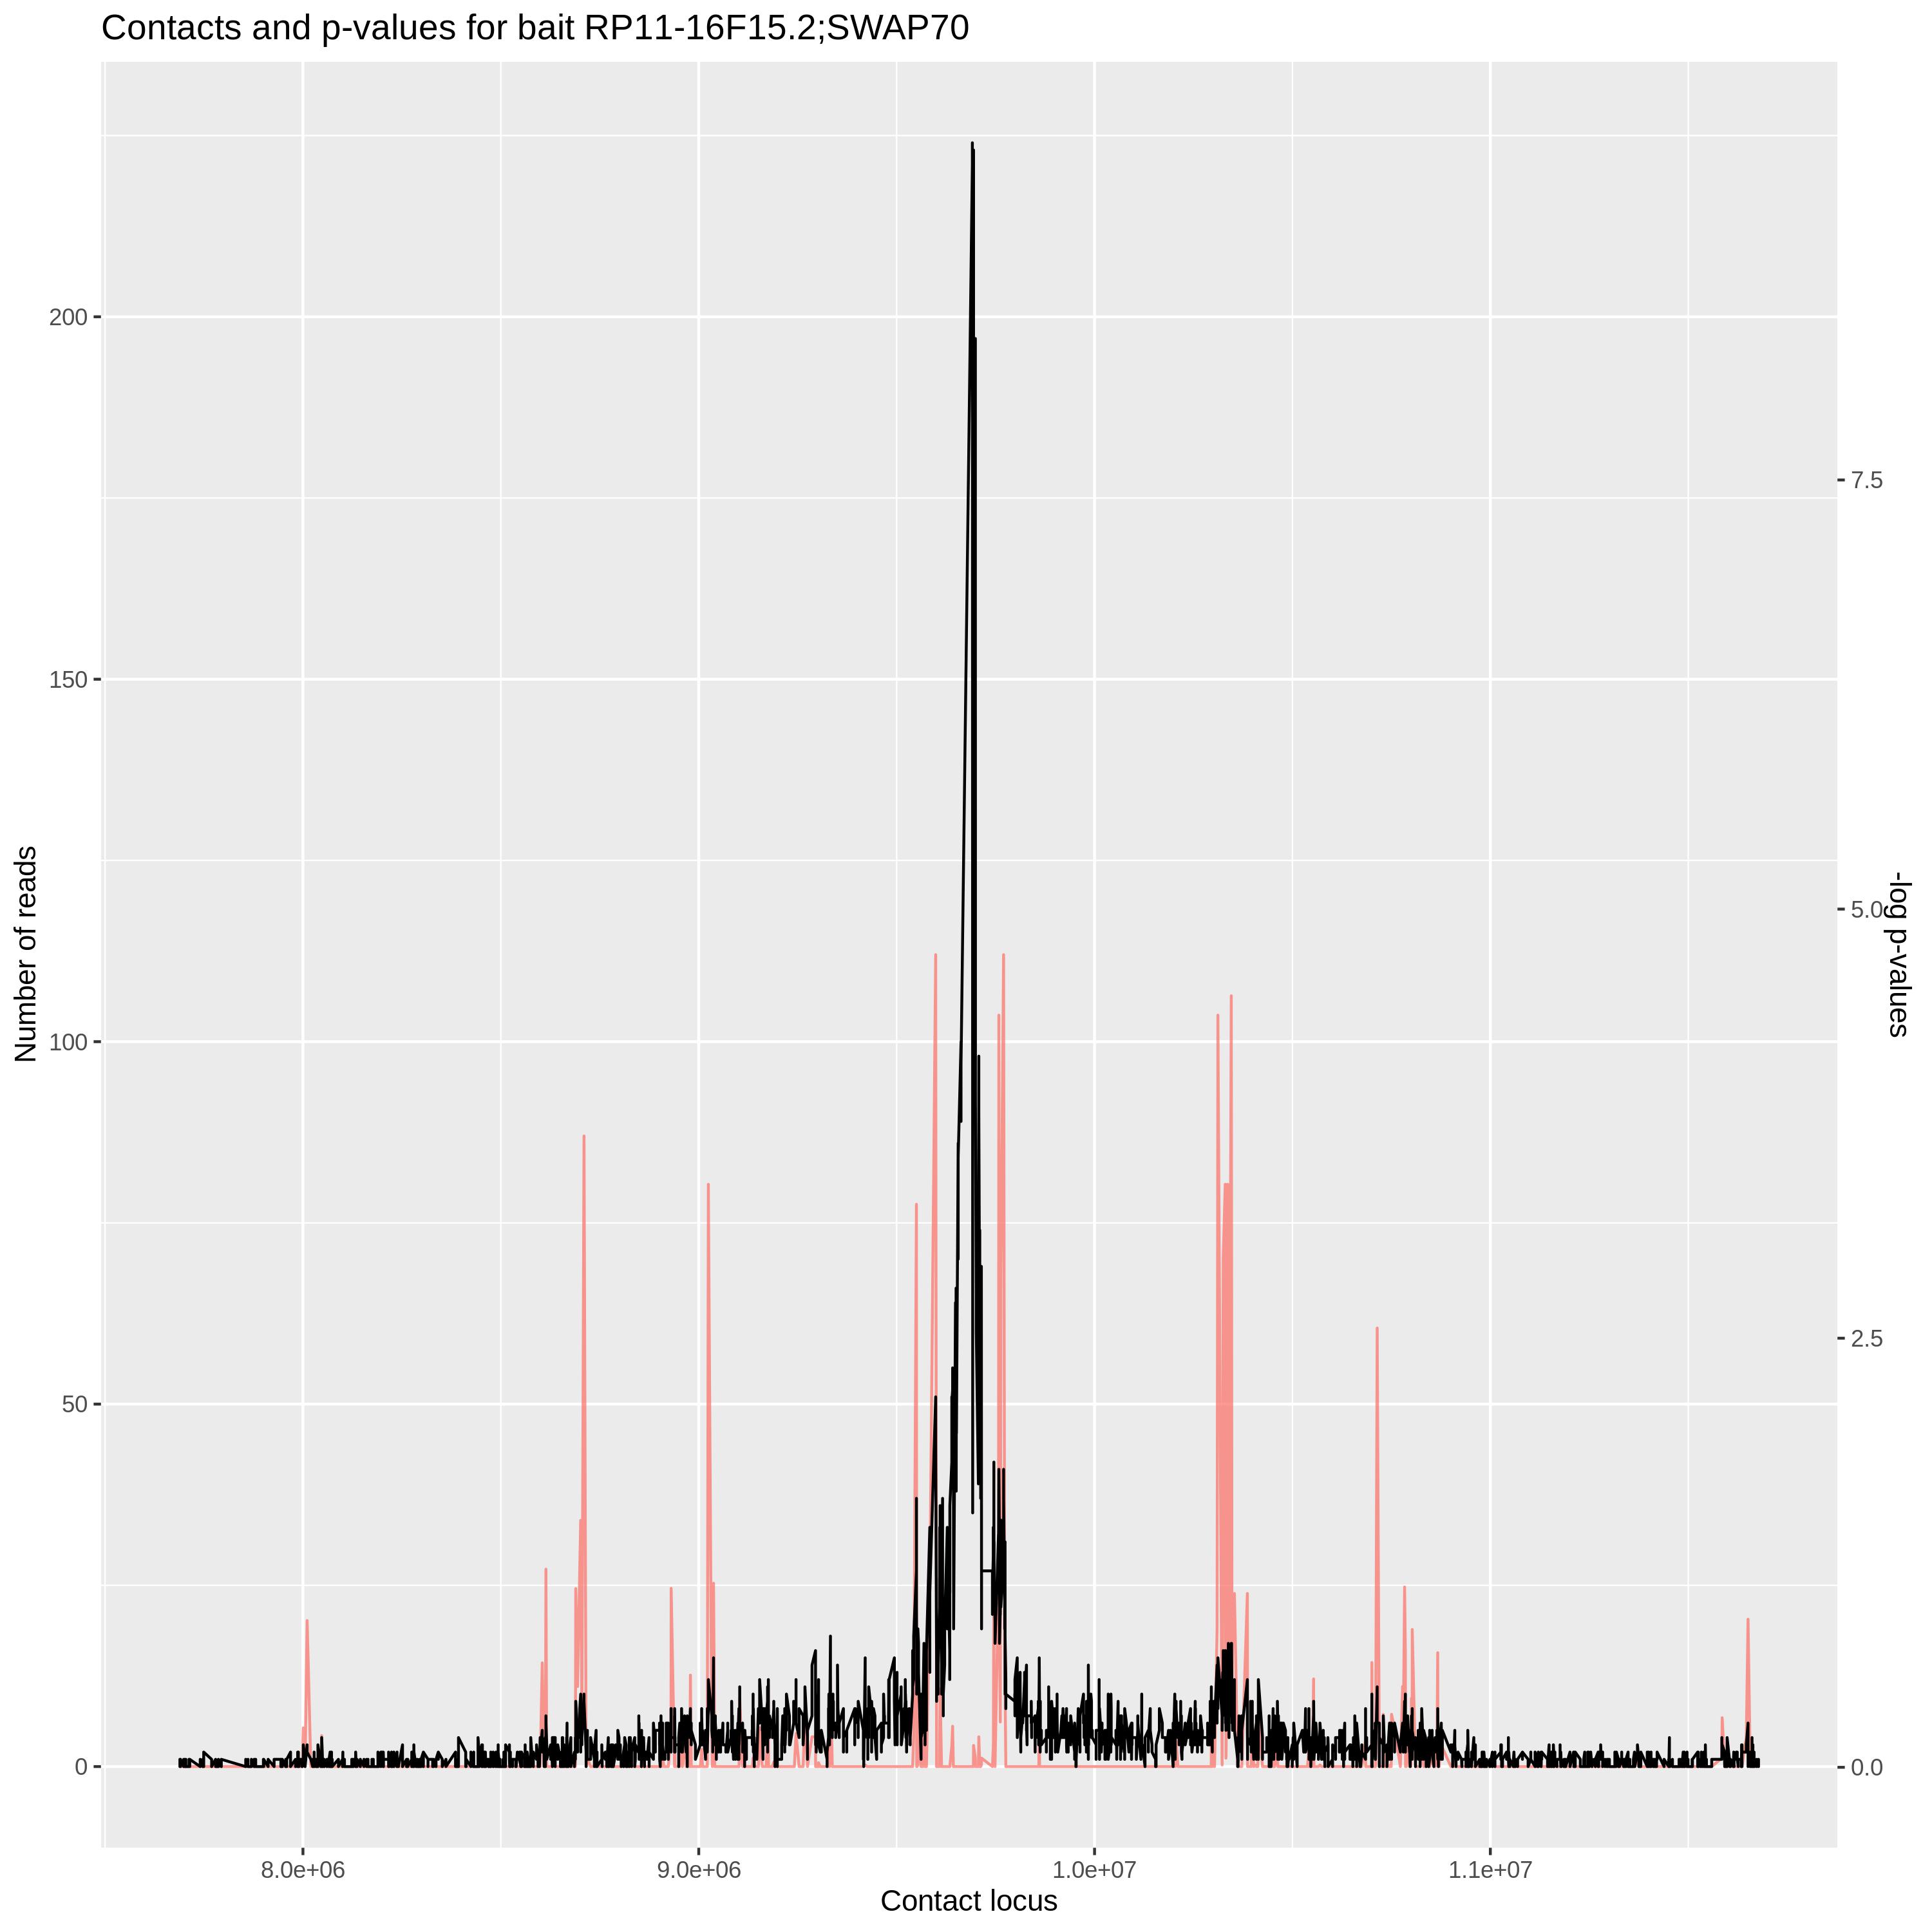 Contacts and p-values for bait RP11-16F15.2;SWAP70
Number of reads
200
150
100
50
0
7.5
5.0
2.5
0.0
-log p-values
8.0e+06 9.0e+06 1.0e+07 1.1e+07
Contact locus